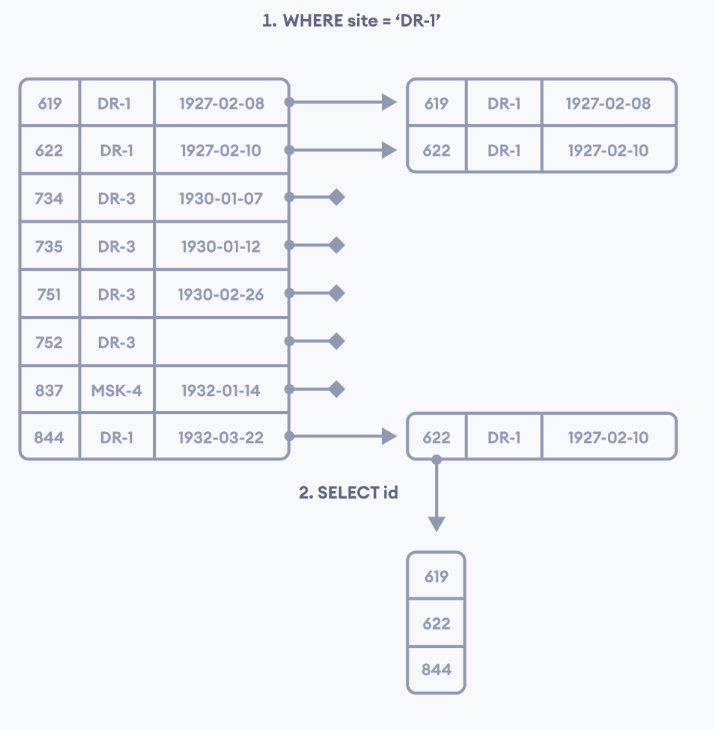 1. WHERE site = ‘DR-1’
619 DR-1 1927-02-08 619 DR-1 1927-02-08
622 DR-1 1927-02-10 622 DR-1 1927-02-10
734 DR-3 1930-01-07
735 DR-3 1930-01-12
751 DR-3 1930-02-26
752 DR-3
837 MSK-4 1932-01-14
844 DR-1 1932-03-22 622 DR-1 1927-02-10
2. SELECT id
619
622
844